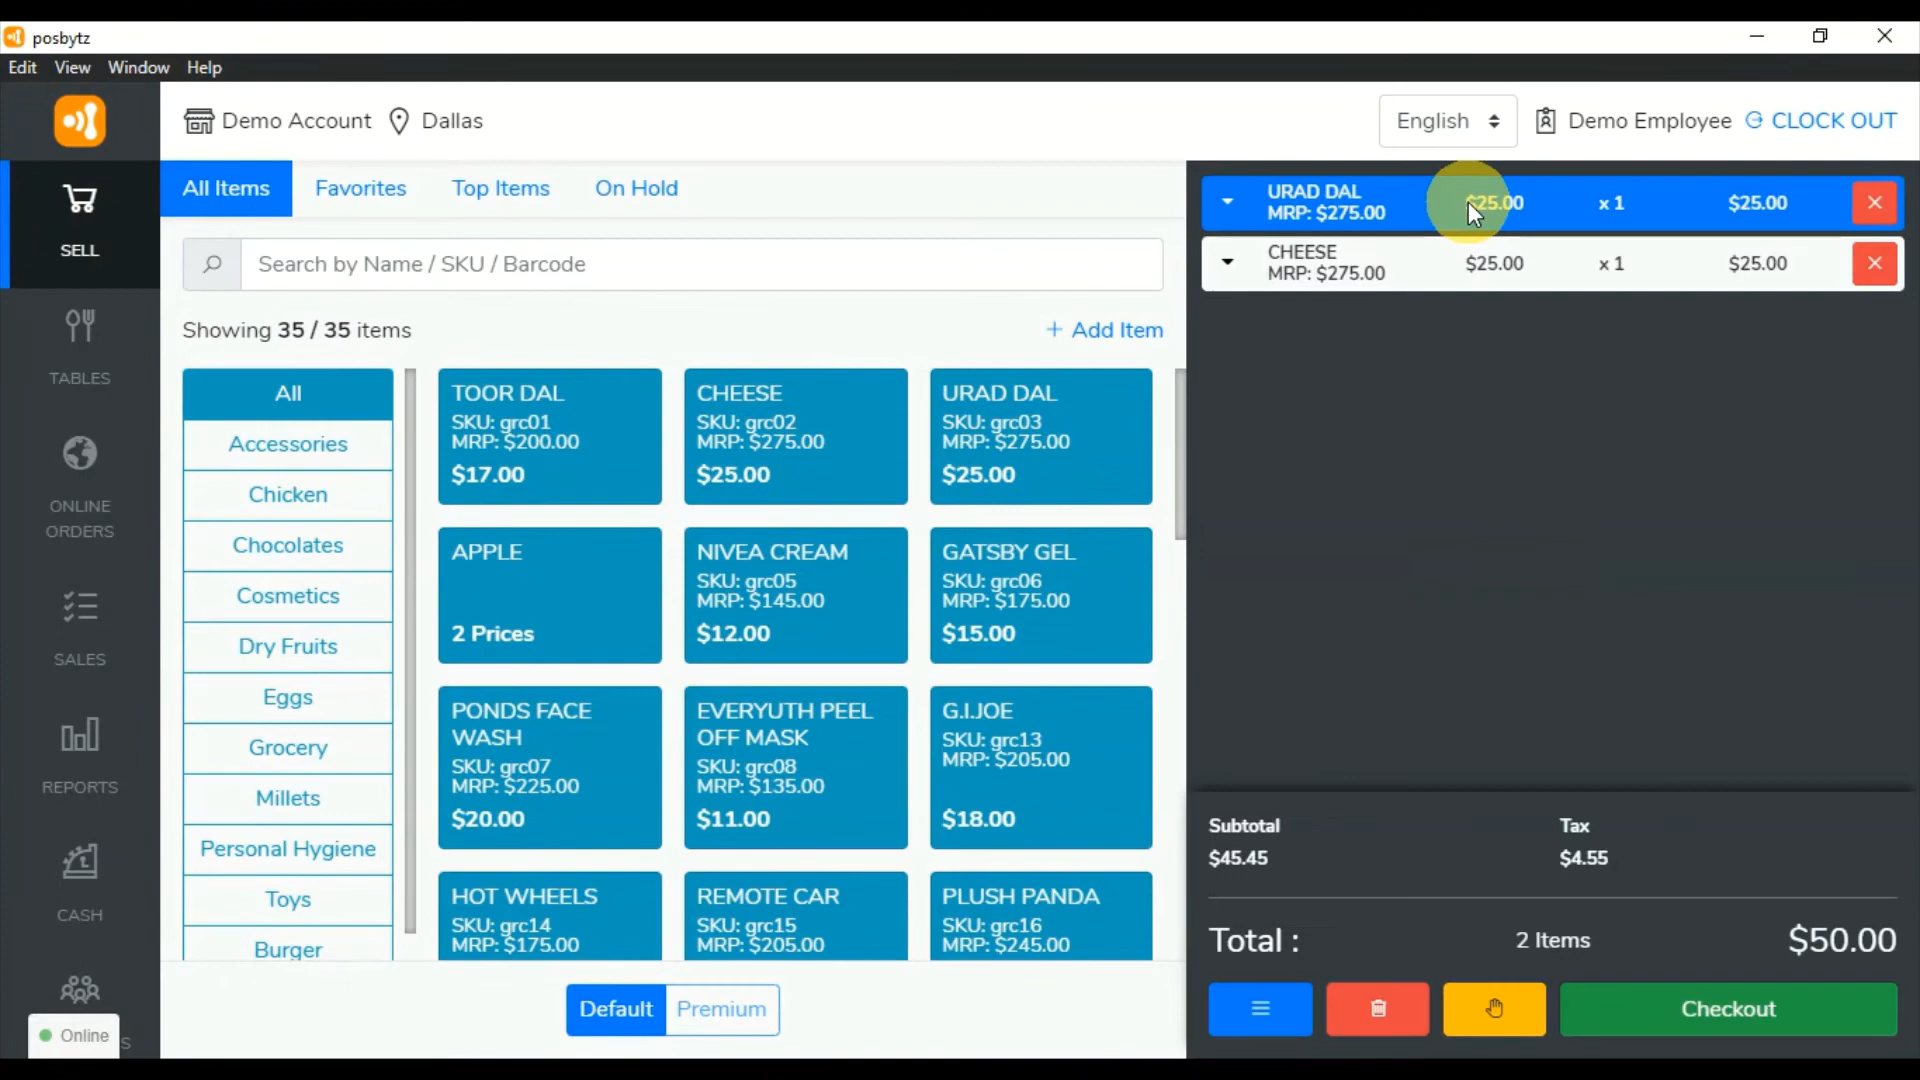 posbytz
Edit View Window Help
Demo Account Dallas
English Demo Employee CLOCK OUT
SELL
TABLES
ONLINE
ORDERS
SALES
REPORTS
CASH
Online
S
All Items Favorites Top Items On Hold
Search by Name / SKU / Barcode
Showing 35 / 35 items
+ Add Item
All
Accessories
Chicken
Chocolates
Cosmetics
Dry Fruits
Eggs
Grocery
Millets
Personal Hygiene
Toys
Burger
TOOR DAL
SKU: grc01
MRP: $200.00
$17.00
CHEESE
SKU: grc02
MRP: $275.00
$25.00
URAD DAL
SKU: grc03
MRP: $275.00
$25.00
APPLE
2 Prices
NIVEA CREAM
SKU: grc05
MRP: $145.00
$12.00
GATSBY GEL
SKU: grc06
MRP: $175.00
$15.00
PONDS FACE
WASH
SKU: grc07
MRP: $225.00
$20.00
EVERYUTH PEEL
OFF MASK
SKU: grc08
MRP: $135.00
$11.00
G.I.JOE
SKU: grc13
MRP: $205.00
$18.00
HOT WHEELS
SKU: grc14
MRP: $175.00
REMOTE CAR
SKU: grc15
MRP: $205.00
PLUSH PANDA
SKU: grc16
MRP: $245.00
Default Premium
URAD DAL
MRP: $275.00
$25.00 x 1 $25.00
CHEESE
MRP: $275.00
$25.00 x 1 $25.00
Subtotal Tax
$45.45 $4.55
Total : 2 Items $50.00
Checkout